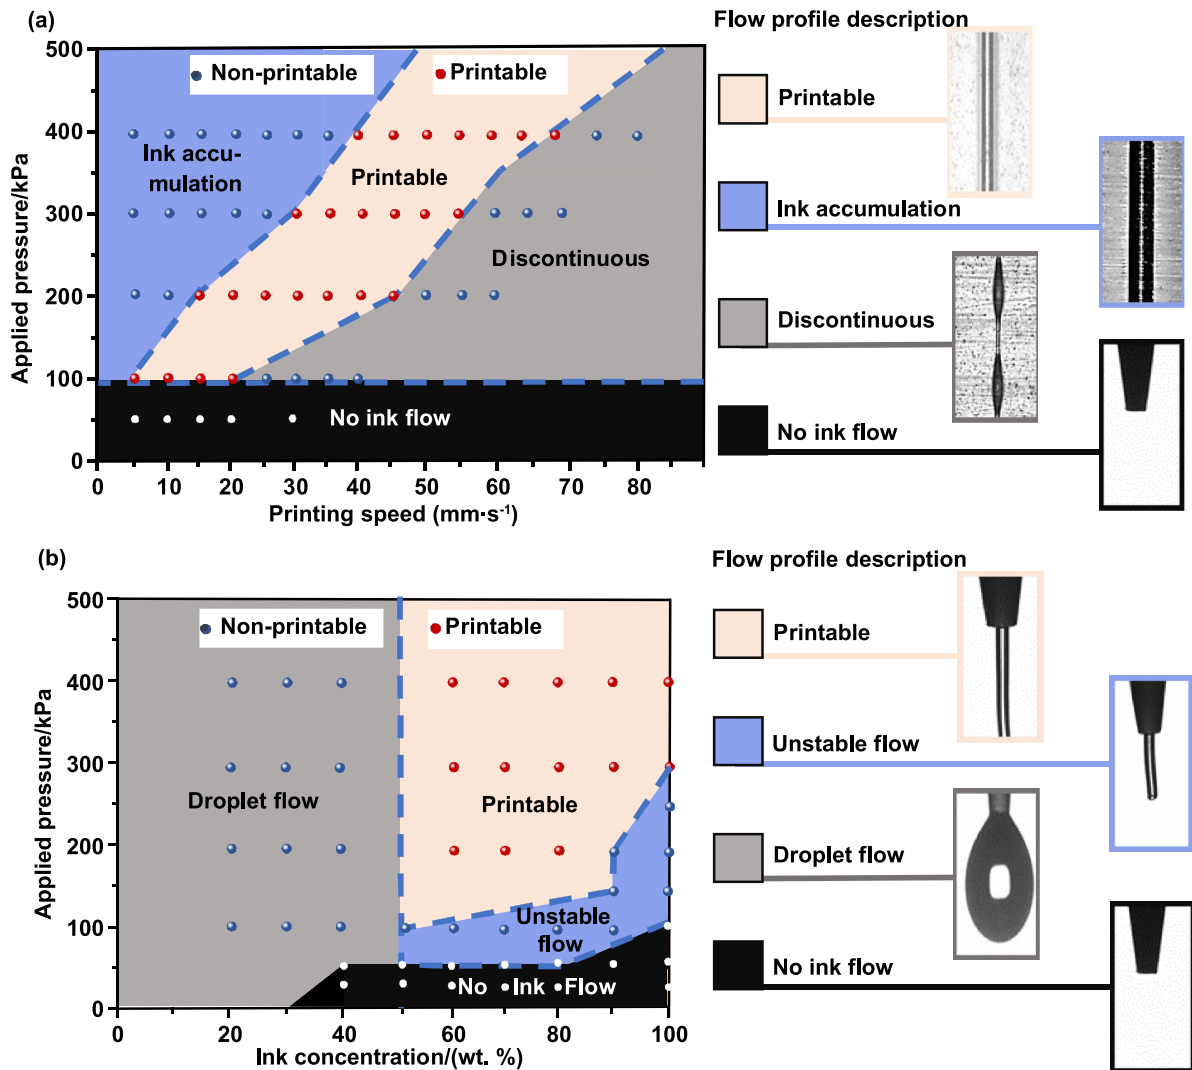 (a)
Flow profile description
Applied pressure/kPa
500
400
300
200
100
0
Non-printable
Printable
Ink accu-
mulation
Printable
Discontinuous
No ink flow
0 10 20 30 40 50 60 70 80
Printing speed (mm·s⁻¹)
Printable
Ink accumulation
Discontinuous
No ink flow
(b)
Flow profile description
Applied pressure/kPa
500
400
300
200
100
0
Non-printable
Printable
Droplet flow
Printable
Unstable
flow
No Ink Flow
0 20 40 60 80 100
Ink concentration/(wt. %)
Printable
Unstable flow
Droplet flow
No ink flow